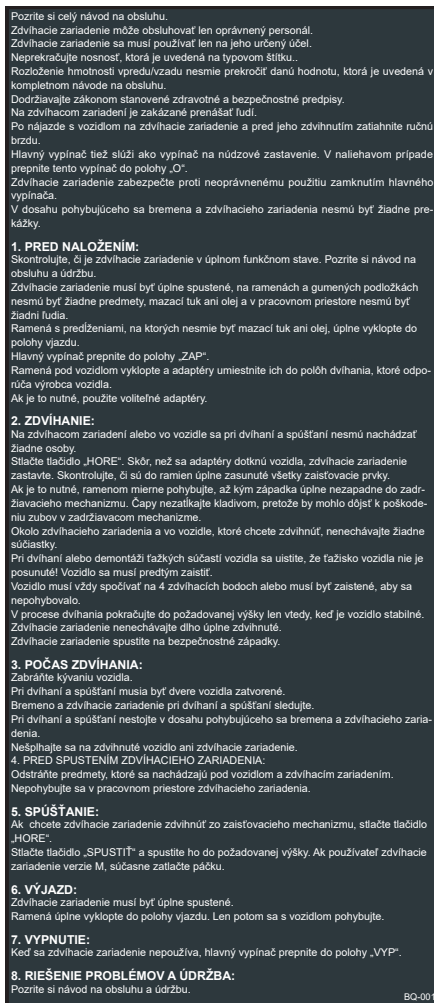 Pozrite si celý návod na obsluhu.
Zdvíhacie zariadenie môže obsluhovať len oprávnený personál.
Zdvíhacie zariadenie sa musí používať len na jeho určený účel.
Neprekračujte nosnosť, ktorá je uvedená na typovom štítku..
Rozloženie hmotnosti vpredu/vzadu nesmie prekročiť danú hodnotu, ktorá je uvedená v
kompletnom návode na obsluhu.
Dodržiavajte zákonom stanovené zdravotné a bezpečnostné predpisy.
Na zdvíhacom zariadení je zakázané prenášať ľudí.
Po nájazde s vozidlom na zdvíhacie zariadenie a pred jeho zdvihnutím zatiahnite ručnú
brzdu.
Hlavný vypínač tiež slúži ako vypínač na núdzové zastavenie. V naliehavom prípade
prepnite tento vypínač do polohy „O“.
Zdvíhacie zariadenie zabezpečte proti neoprávnenému použitiu zamknutím hlavného
vypínača.
V dosahu pohybujúceho sa bremena a zdvíhacieho zariadenia nesmú byť žiadne pre-
kážky.
1. PRED NALOŽENÍM:
Skontrolujte, či je zdvíhacie zariadenie v úplnom funkčnom stave. Pozrite si návod na
obsluhu a údržbu.
Zdvíhacie zariadenie musí byť úplne spustené, na ramenách a gumených podložkách
nesmú byť žiadne predmety, mazací tuk ani olej a v pracovnom priestore nesmú byť
žiadni ľudia.
Ramená s predĺženiami, na ktorých nesmie byť mazací tuk ani olej, úplne vyklopte do
polohy vjazdu.
Hlavný vypínač prepnite do polohy „ZAP“.
Ramená pod vozidlom vyklopte a adaptéry umiestnite ich do polôh dvíhania, ktoré odpo-
rúča výrobca vozidla.
Ak je to nutné, použite voliteľné adaptéry.
2. ZDVÍHANIE:
Na zdvíhacom zariadení alebo vo vozidle sa pri dvíhaní a spúšťaní nesmú nachádzať
žiadne osoby.
Stlačte tlačidlo „HORE“. Skôr, než sa adaptéry dotknú vozidla, zdvíhacie zariadenie
zastavte. Skontrolujte, či sú do ramien úplne zasunuté všetky zaisťovacie prvky.
Ak je to nutné, ramenom mierne pohybujte, až kým západka úplne nezapadne do zadr-
žiavacieho mechanizmu. Čapy nezatĺkajte kladivom, pretože by mohlo dôjsť k poškode-
niu zubov v zadržiavacom mechanizme.
Okolo zdvíhacieho zariadenia a vo vozidle, ktoré chcete zdvihnúť, nenechávajte žiadne
súčiastky.
Pri dvíhaní alebo demontáži ťažkých súčastí vozidla sa uistite, že ťažisko vozidla nie je
posunuté! Vozidlo sa musí predtým zaistiť.
Vozidlo musí vždy spočívať na 4 zdvíhacích bodoch alebo musí byť zaistené, aby sa
nepohybovalo.
V procese dvíhania pokračujte do požadovanej výšky len vtedy, keď je vozidlo stabilné.
Zdvíhacie zariadenie nenechávajte dlho úplne zdvihnuté.
Zdvíhacie zariadenie spustite na bezpečnostné západky.
3. POČAS ZDVÍHANIA:
Zabráňte kývaniu vozidla.
Pri dvíhaní a spúšťaní musia byť dvere vozidla zatvorené.
Bremeno a zdvíhacie zariadenie pri dvíhaní a spúšťaní sledujte.
Pri dvíhaní a spúšťaní nestojte v dosahu pohybujúceho sa bremena a zdvíhacieho zaria-
denia.
Nešplhajte sa na zdvihnuté vozidlo ani zdvíhacie zariadenie.
4. PRED SPUSTENÍM ZDVÍHACIEHO ZARIADENIA:
Odstráňte predmety, ktoré sa nachádzajú pod vozidlom a zdvíhacím zariadením.
Nepohybujte sa v pracovnom priestore zdvíhacieho zariadenia.
5. SPÚŠŤANIE:
Ak chcete zdvíhacie zariadenie zdvihnúť zo zaisťovacieho mechanizmu, stlačte tlačidlo
„HORE“.
Stlačte tlačidlo „SPUSTIŤ“ a spustite ho do požadovanej výšky. Ak používateľ zdvíhacie
zariadenie verzie M, súčasne zatlačte páčku.
6. VÝJAZD:
Zdvíhacie zariadenie musí byť úplne spustené.
Ramená úplne vyklopte do polohy vjazdu. Len potom sa s vozidlom pohybujte.
7. VYPNUTIE:
Keď sa zdvíhacie zariadenie nepoužíva, hlavný vypínač prepnite do polohy „VYP“.
8. RIEŠENIE PROBLÉMOV A ÚDRŽBA:
Pozrite si návod na obsluhu a údržbu.
BQ-001